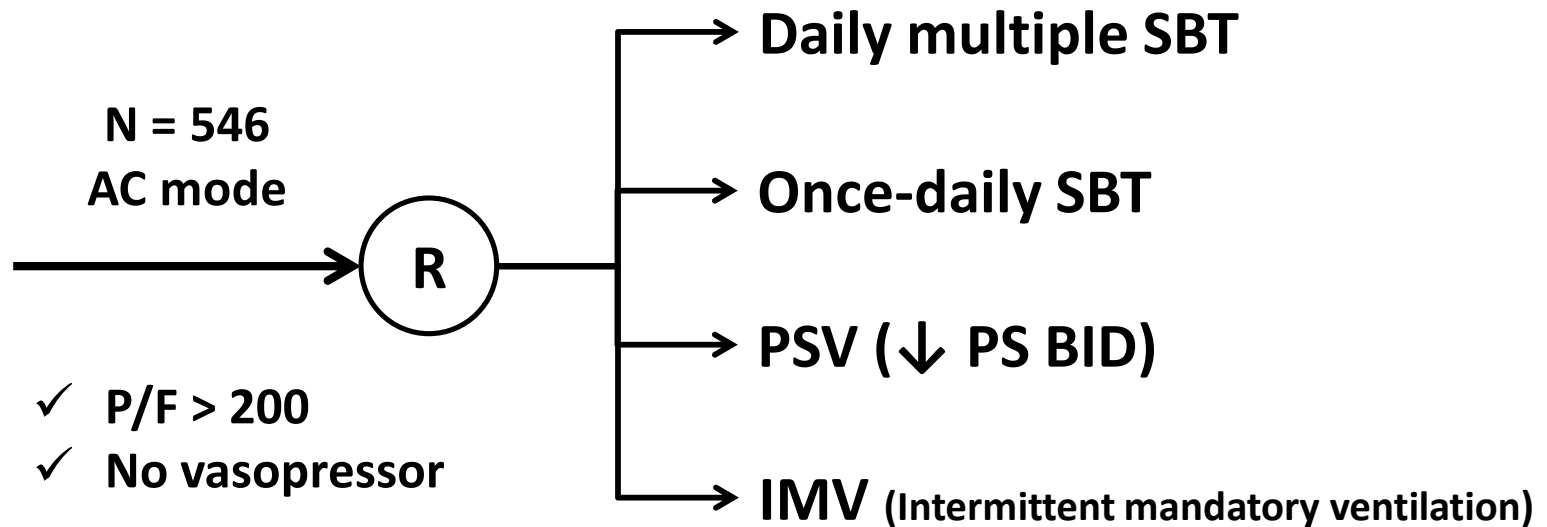 N = 546
AC mode
R
✓ P/F > 200
✓ No vasopressor
Daily multiple SBT
Once-daily SBT
PSV (↓ PS BID)
IMV (Intermittent mandatory ventilation)